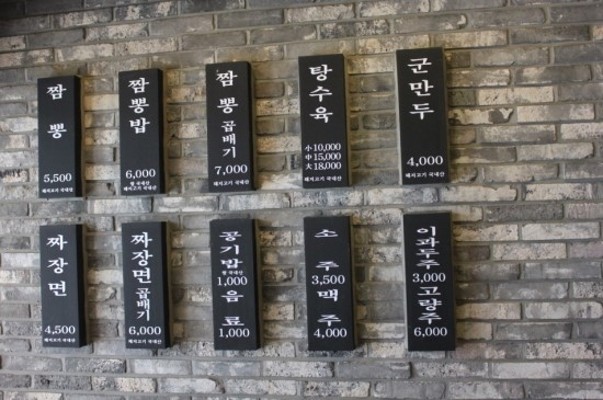 짬뽕
5,500
돼지고기 국내산
짬뽕밥
6,000
쌀 국내산
돼지고기 국내산
짬뽕 곱배기
7,000
돼지고기 국내산
탕수육
小 10,000
中 15,000
大 18,000
돼지고기 국내산
군만두
4,000
짜장면
4,500
돼지고기 국내산
짜장면곱배기
6,000
돼지고기 국내산
공기밥
쌀 국내산
1,000
음료
1,000
소주
3,500
맥주
4,000
이과두주
3,000
고량주
6,000